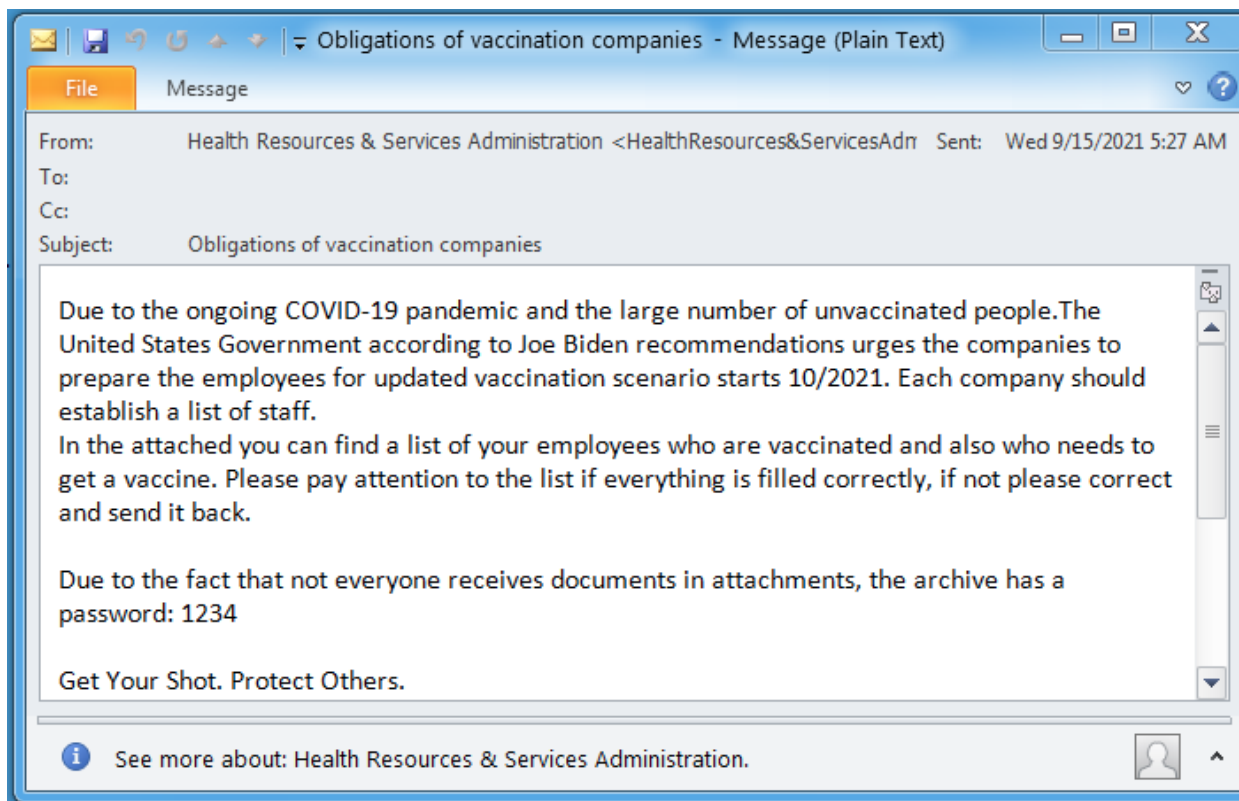 Obligations of vaccination companies - Message (Plain Text)
File Message
From: Health Resources & Services Administration <HealthResources&ServicesAdm Sent: Wed 9/15/2021 5:27 AM
To:
Cc:
Subject: Obligations of vaccination companies
Due to the ongoing COVID-19 pandemic and the large number of unvaccinated people.The
United States Government according to Joe Biden recommendations urges the companies to
prepare the employees for updated vaccination scenario starts 10/2021. Each company should
establish a list of staff.
In the attached you can find a list of your employees who are vaccinated and also who needs to
get a vaccine. Please pay attention to the list if everything is filled correctly, if not please correct
and send it back.
Due to the fact that not everyone receives documents in attachments, the archive has a
password: 1234
Get Your Shot. Protect Others.
See more about: Health Resources & Services Administration.